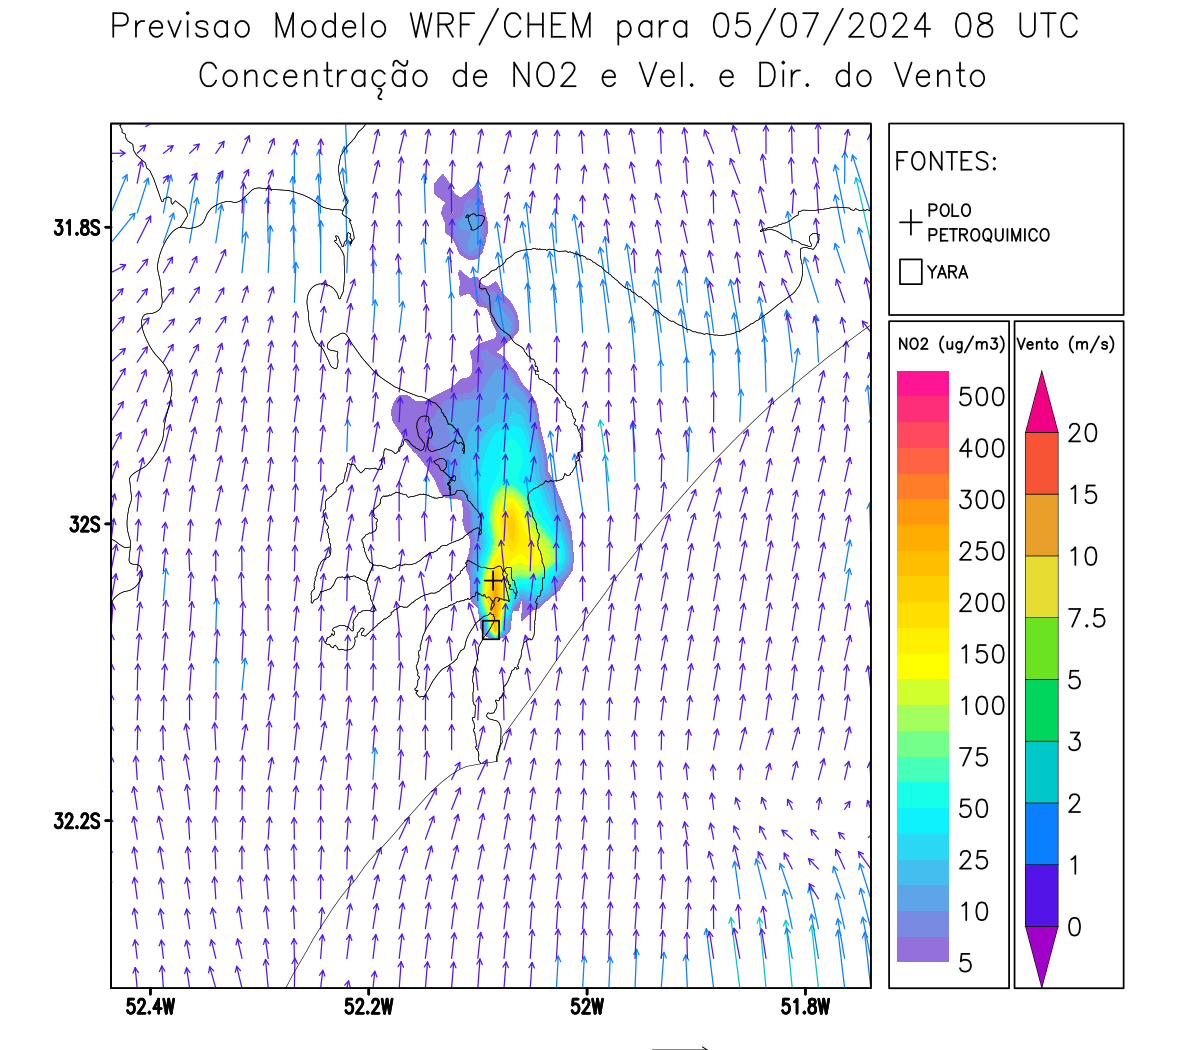 Previsao Modelo WRF/CHEM para 05/07/2024 08 UTC
Concentração de NO2 e Vel. e Dir. do Vento
FONTES:
POLO
PETROQUIMICO
YARA
NO2 (ug/m3)
500
400
300
250
200
150
100
75
50
25
10
5
Vento (m/s)
20
15
10
7.5
5
3
2
1
0
31.8S
32S
32.2S
52.4W
52.2W
52W
51.8W